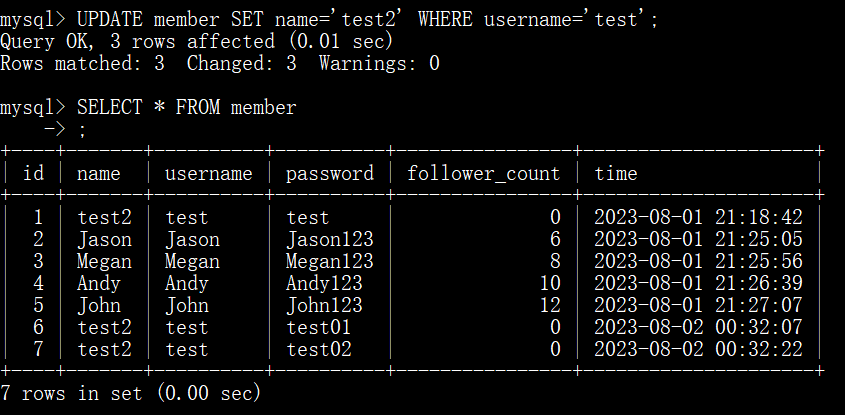 mysql> UPDATE member SET name='test2' WHERE username='test';
Query OK, 3 rows affected (0.01 sec)
Rows matched: 3  Changed: 3  Warnings: 0

mysql> SELECT * FROM member
    -> ;
+----+-------+----------+----------+----------------+---------------------+
| id | name  | username | password | follower_count | time                |
+----+-------+----------+----------+----------------+---------------------+
|  1 | test2 | test     | test     |              0 | 2023-08-01 21:18:42 |
|  2 | Jason | Jason    | Jason123 |              6 | 2023-08-01 21:25:05 |
|  3 | Megan | Megan    | Megan123 |              8 | 2023-08-01 21:25:56 |
|  4 | Andy  | Andy     | Andy123  |             10 | 2023-08-01 21:26:39 |
|  5 | John  | John     | John123  |             12 | 2023-08-01 21:27:07 |
|  6 | test2 | test     | test01   |              0 | 2023-08-02 00:32:07 |
|  7 | test2 | test     | test02   |              0 | 2023-08-02 00:32:22 |
+----+-------+----------+----------+----------------+---------------------+
7 rows in set (0.00 sec)